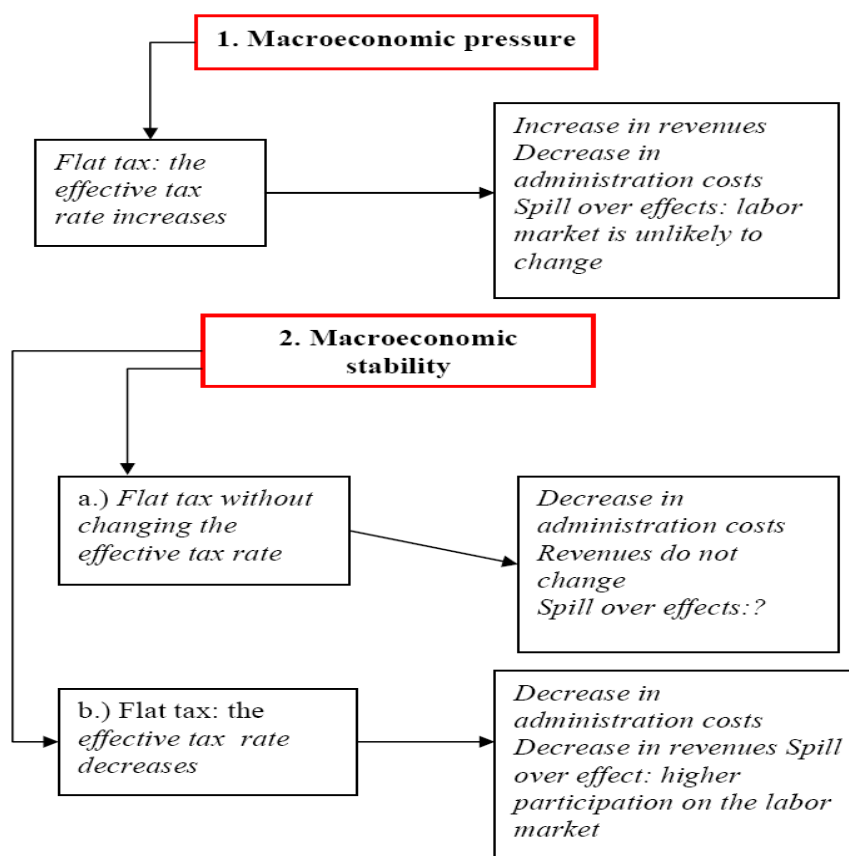 1. Macroeconomic pressure
Flat tax: the
effective tax
rate increases
Increase in revenues
Decrease in
administration costs
Spill over effects: labor
market is unlikely to
change
2. Macroeconomic
stability
a.) Flat tax without
changing the
effective tax rate
Decrease in
administration costs
Revenues do not
change
Spill over effects:?
b.) Flat tax: the
effective tax rate
decreases
Decrease in
administration costs
Decrease in revenues Spill
over effect: higher
participation on the labor
market